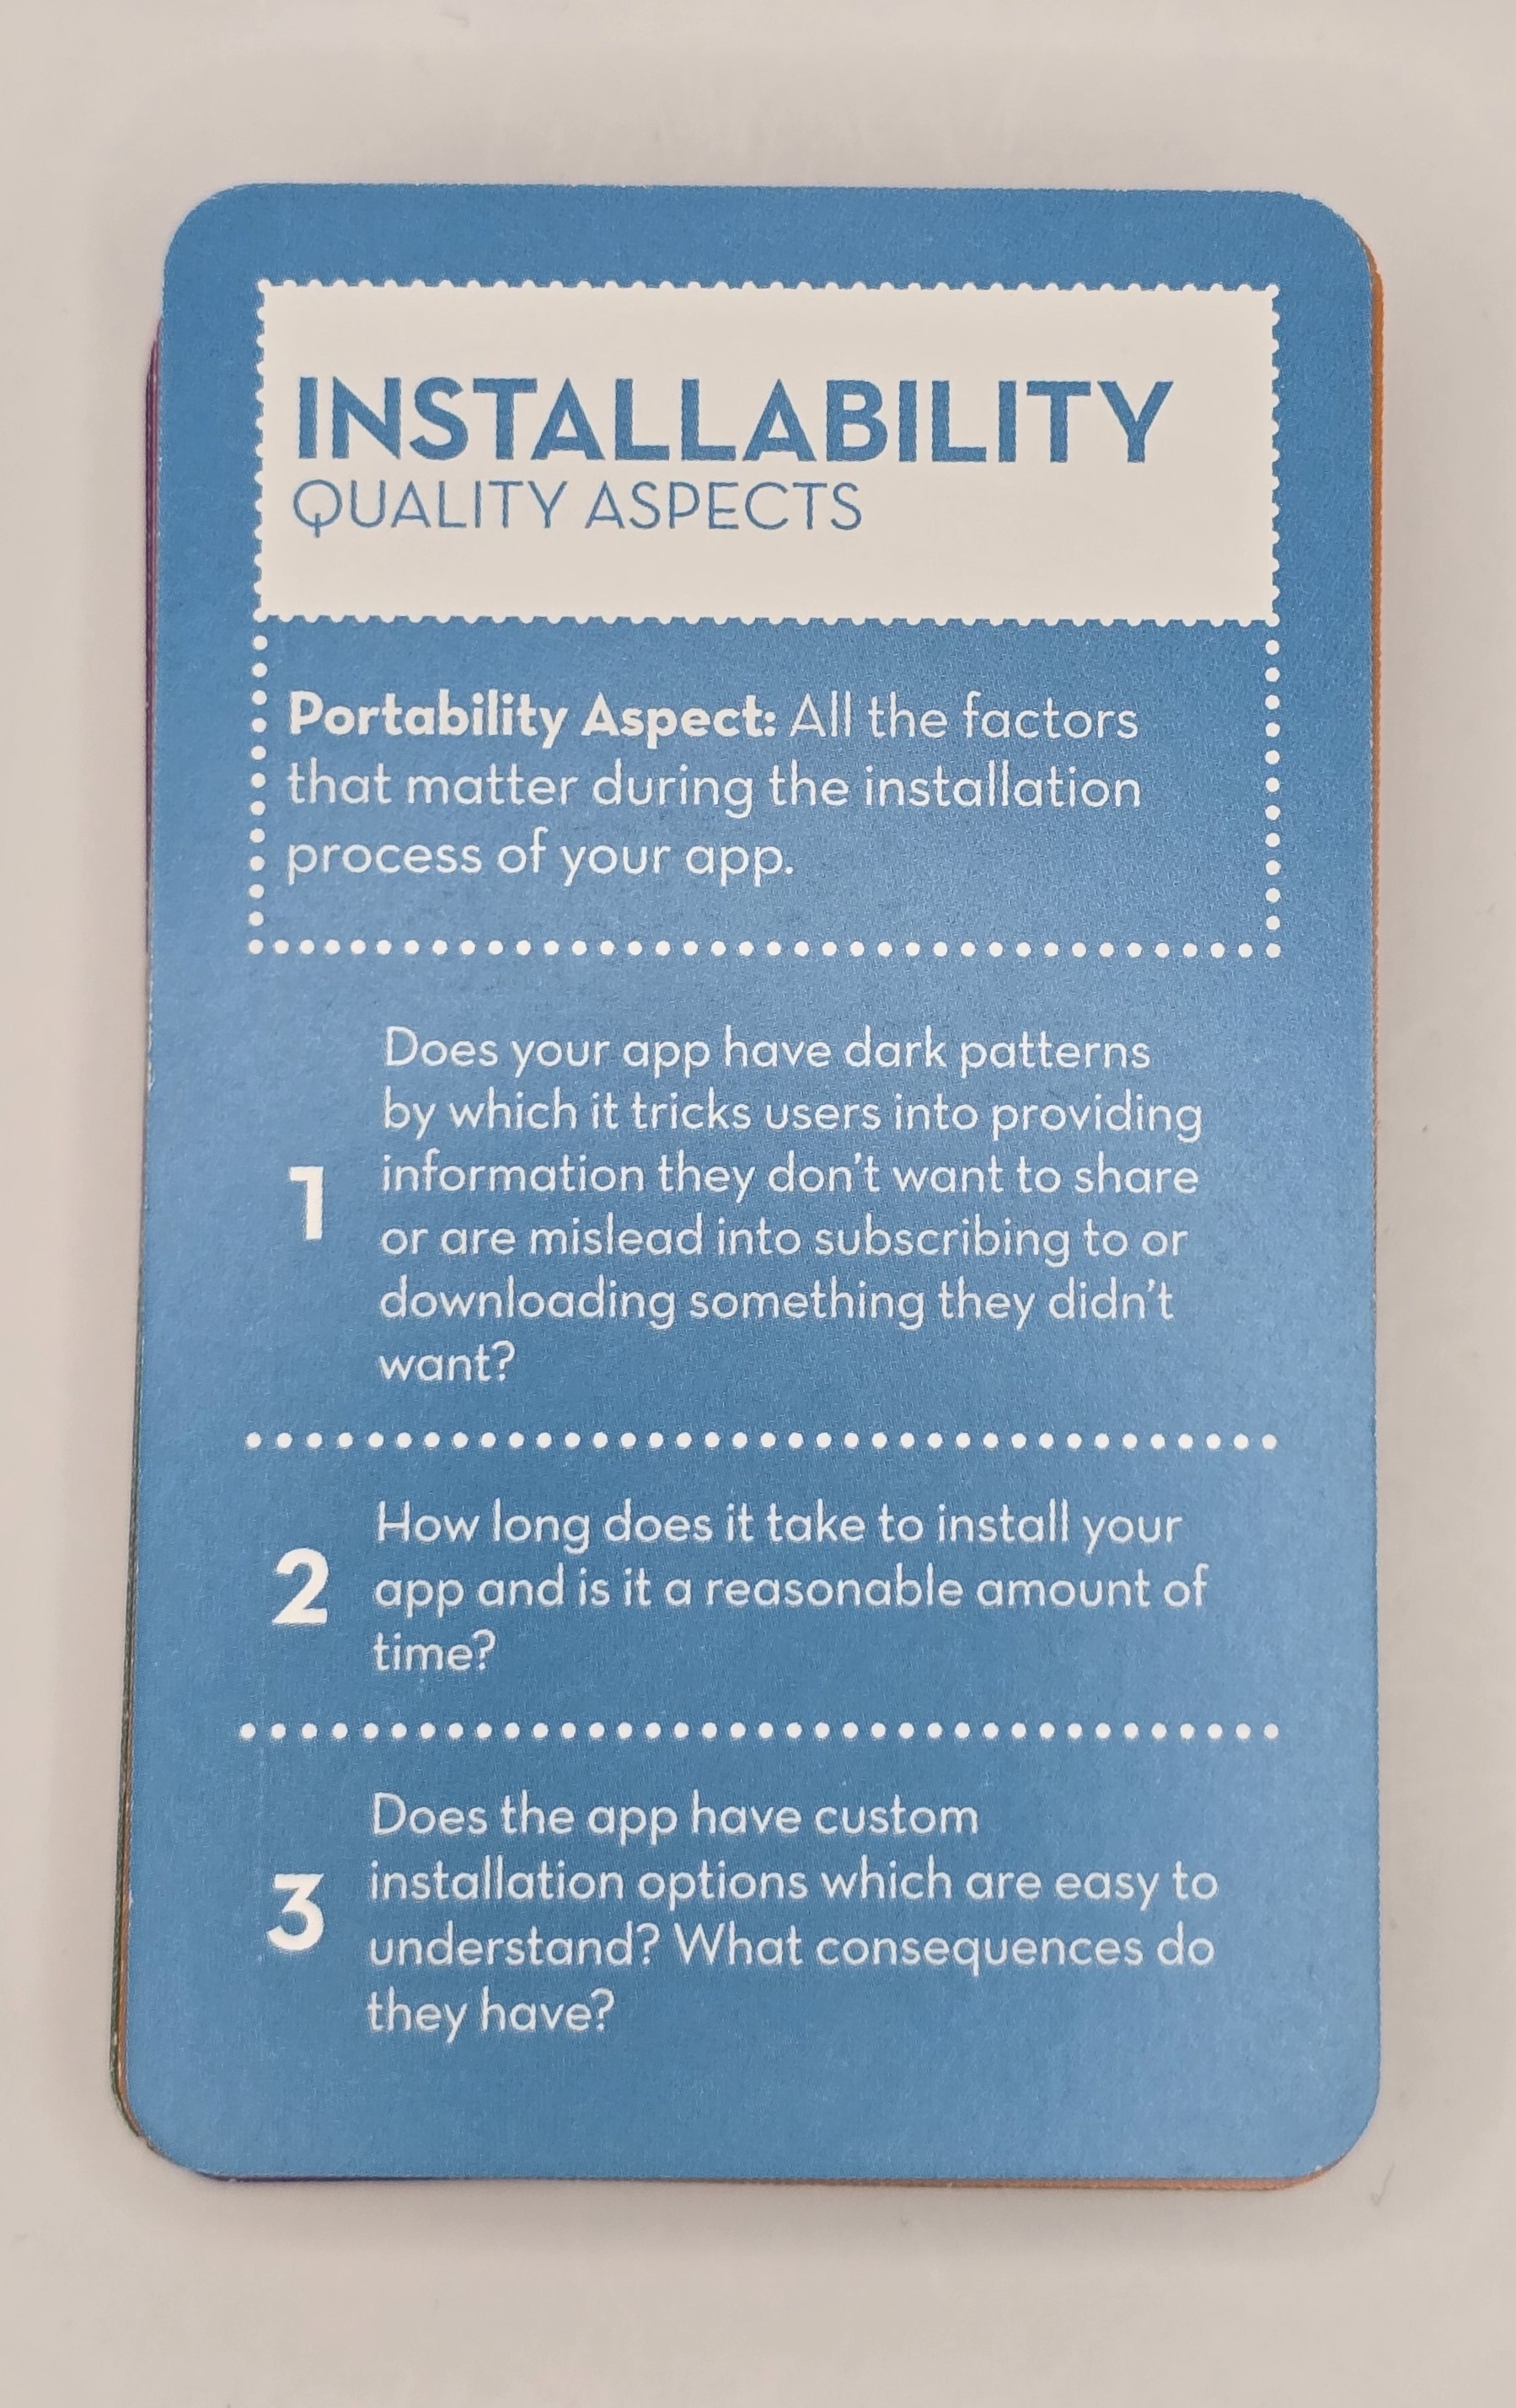 INSTALLABILITY
QUALITY ASPECTS
Portability Aspect: All the factors
that matter during the installation
process of your app.
Does your app have dark patterns
by which it tricks users into providing
1 information they don't want to share
or are mislead into subscribing to or
downloading something they didn't
want?
How long does it take to install your
2 app and is it a reasonable amount of
time?
Does the app have custom
3 installation options which are easy to
understand? What consequences do
they have?